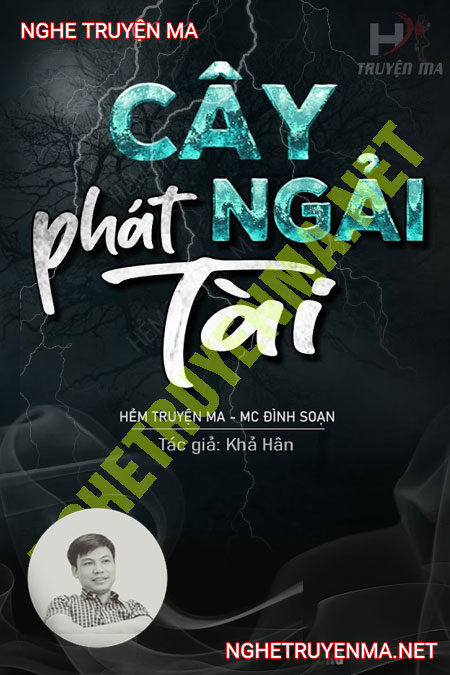 NGHE TRUYỆN MA
H
TRUYỆN MA
CÂY
phát NGẢI
Tài
HẺM TRUYỆN MA - MC ĐÌNH SOẠN
Tác giả: Khả Hân
NGHETRUYENMA.NET
NGHETRUYENMA.NET